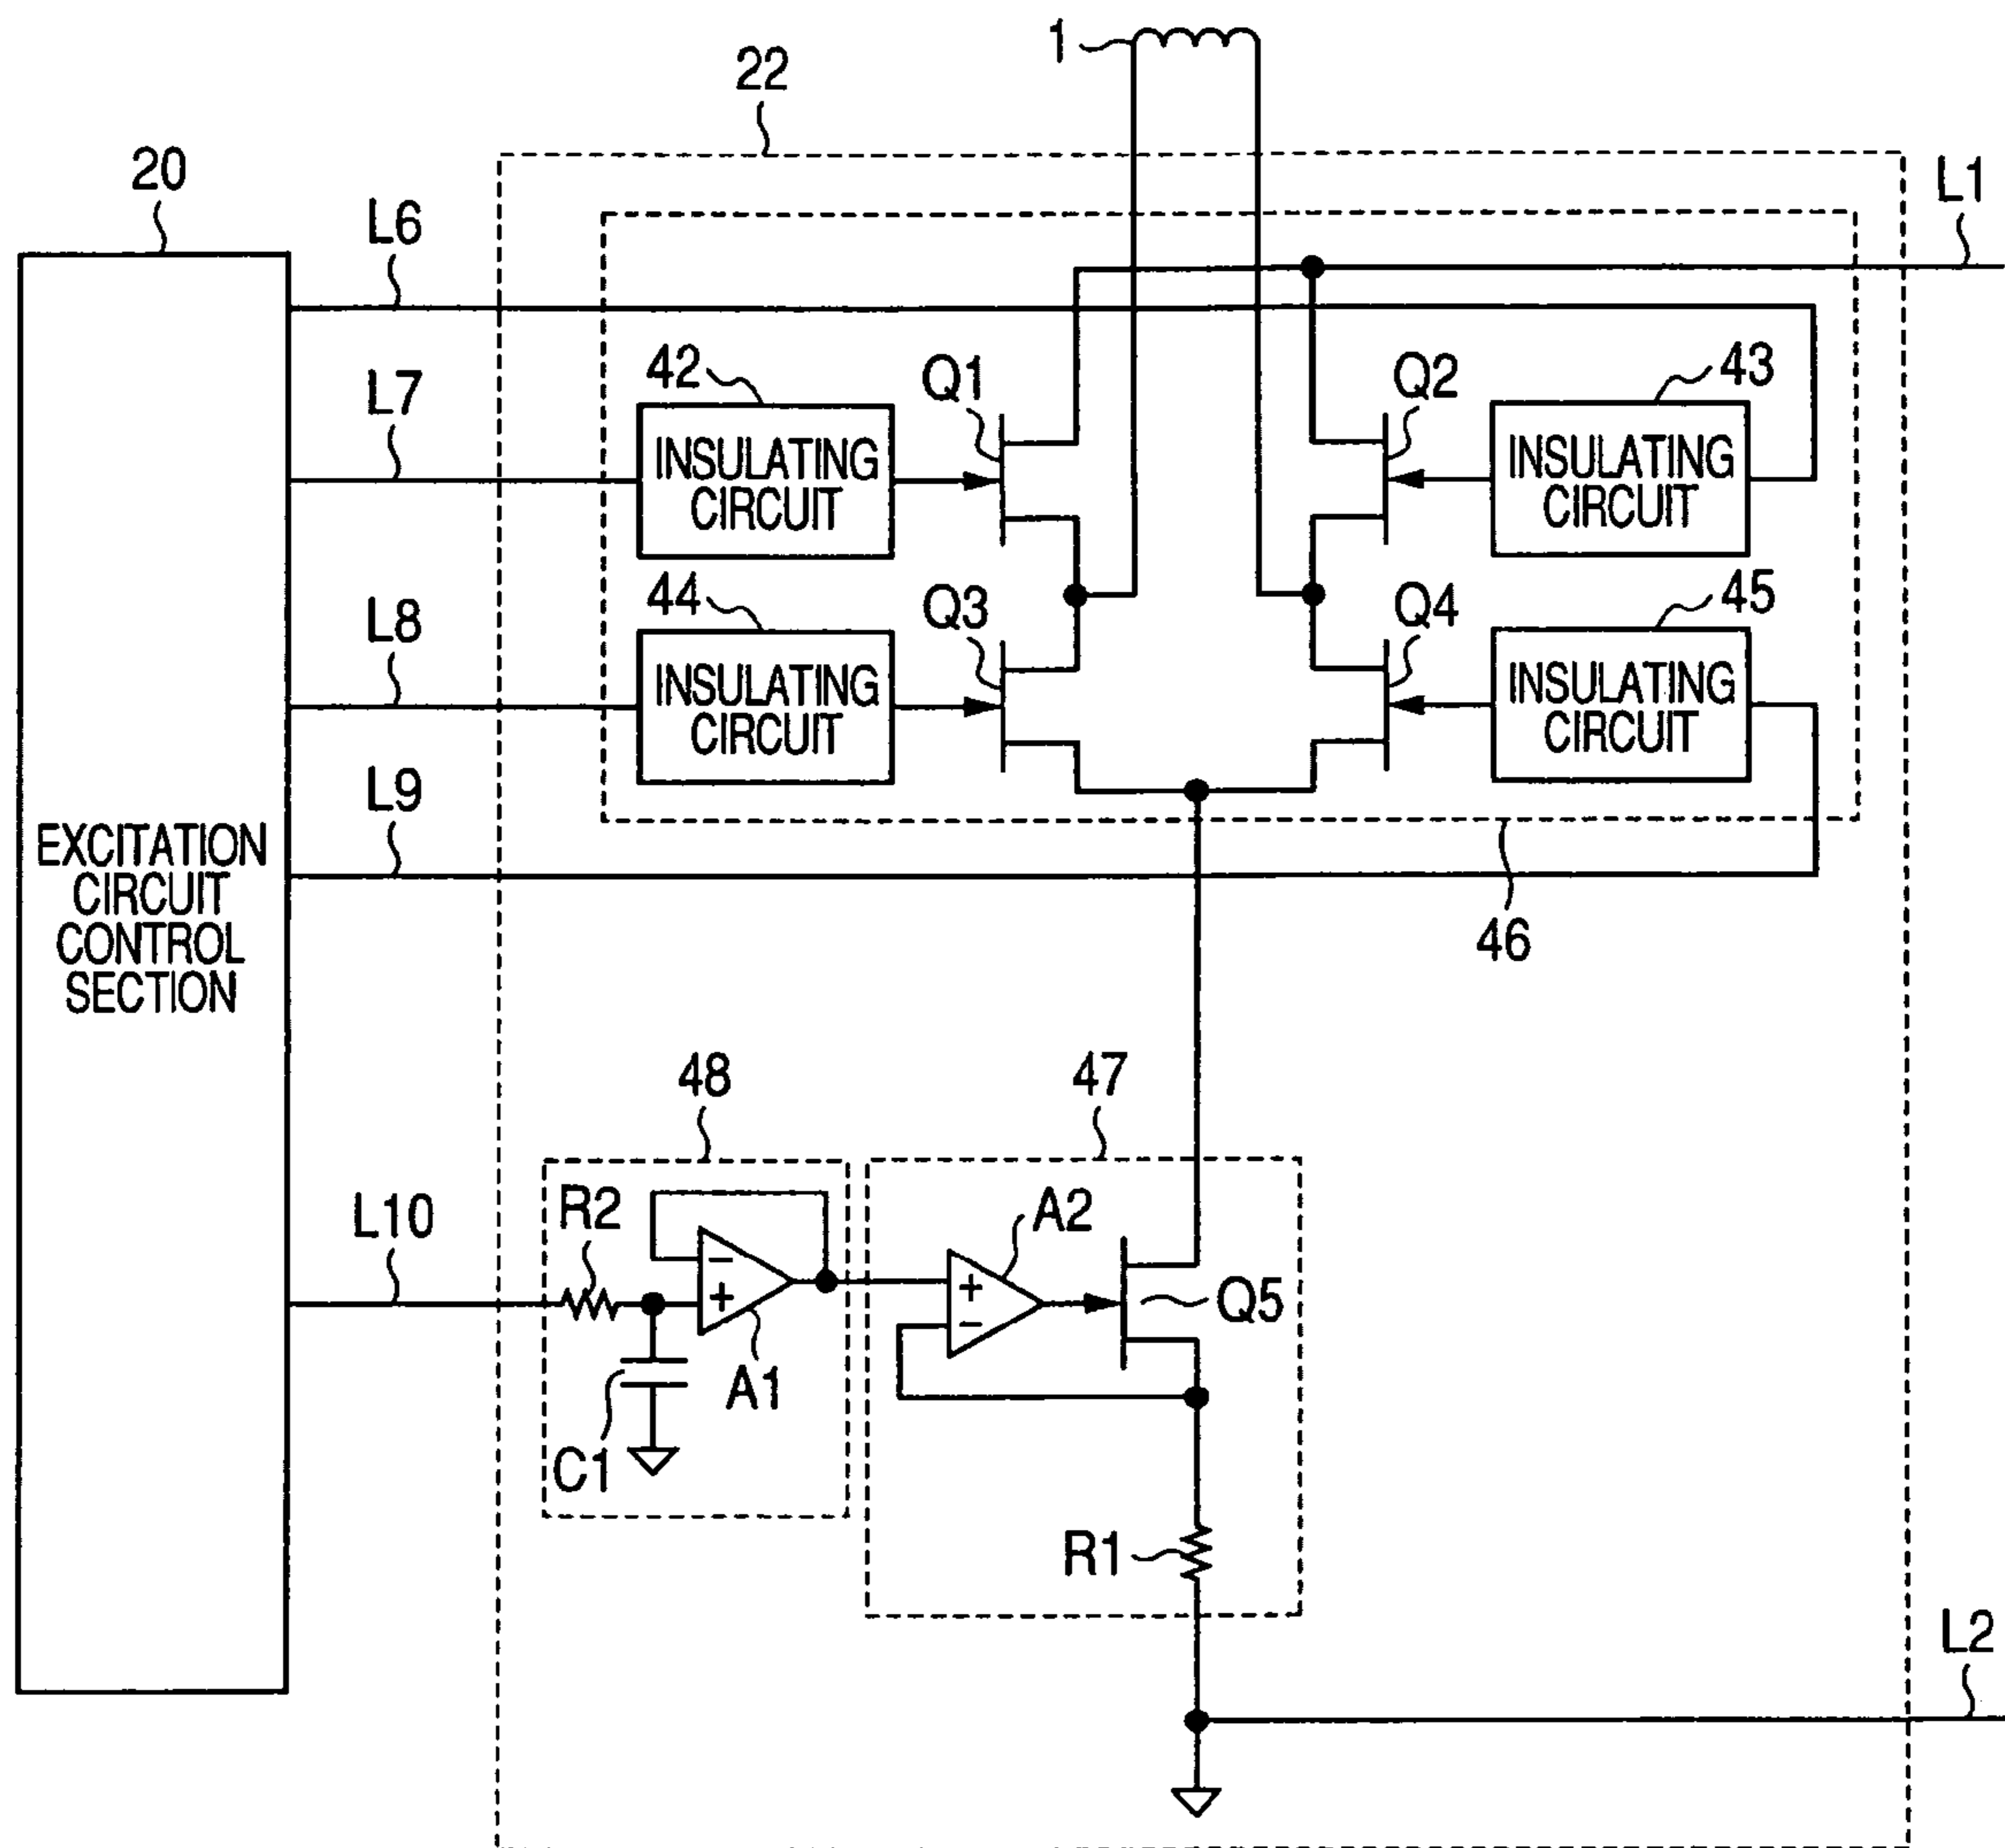 1
22
20
L1
L6
42
Q1
Q2
43
L7
INSULATING
CIRCUIT
INSULATING
CIRCUIT
44
Q3
Q4
45
L8
INSULATING
CIRCUIT
INSULATING
CIRCUIT
L9
EXCITATION
CIRCUIT
CONTROL
SECTION
46
48
47
L10
R2
A2
−
+
+
−
Q5
A1
C1
R1
L2